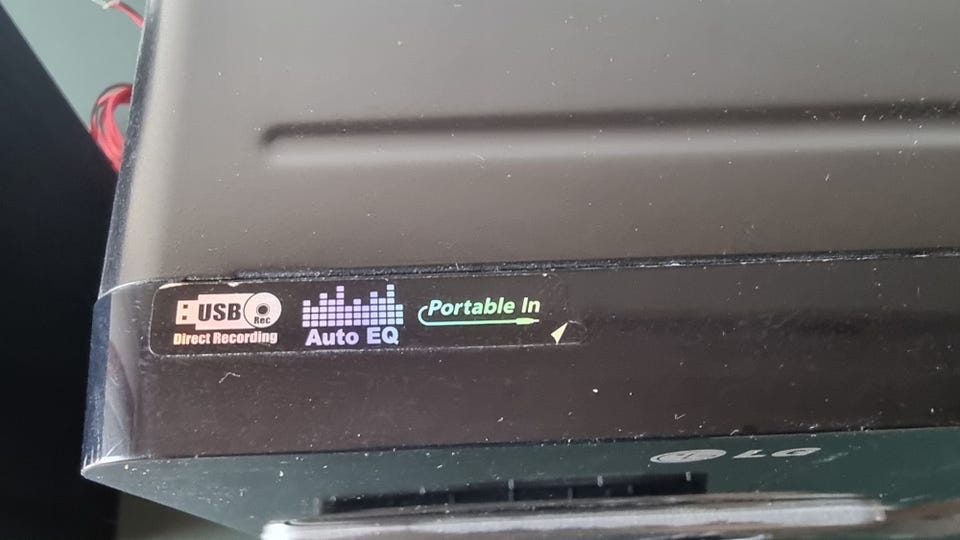 USB
Rec
Direct Recording
Auto EQ
Portable In
LG